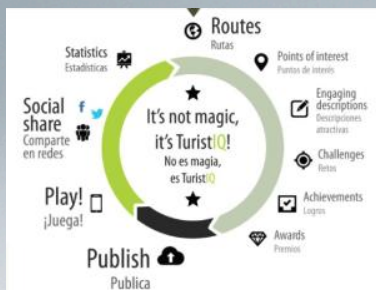 Routes
Rutas
Points of interest
Puntos de interés
Engaging
descriptions
Descripciones
atractivas
Challenges
Retos
Achievements
Logros
Awards
Premios
Publish
Publica
Play!
¡Juega!
Social
share
Comparte
en redes
Statistics
Estadísticas
It's not magic,
it's TuristIQ!
No es magia,
es TuristIQ